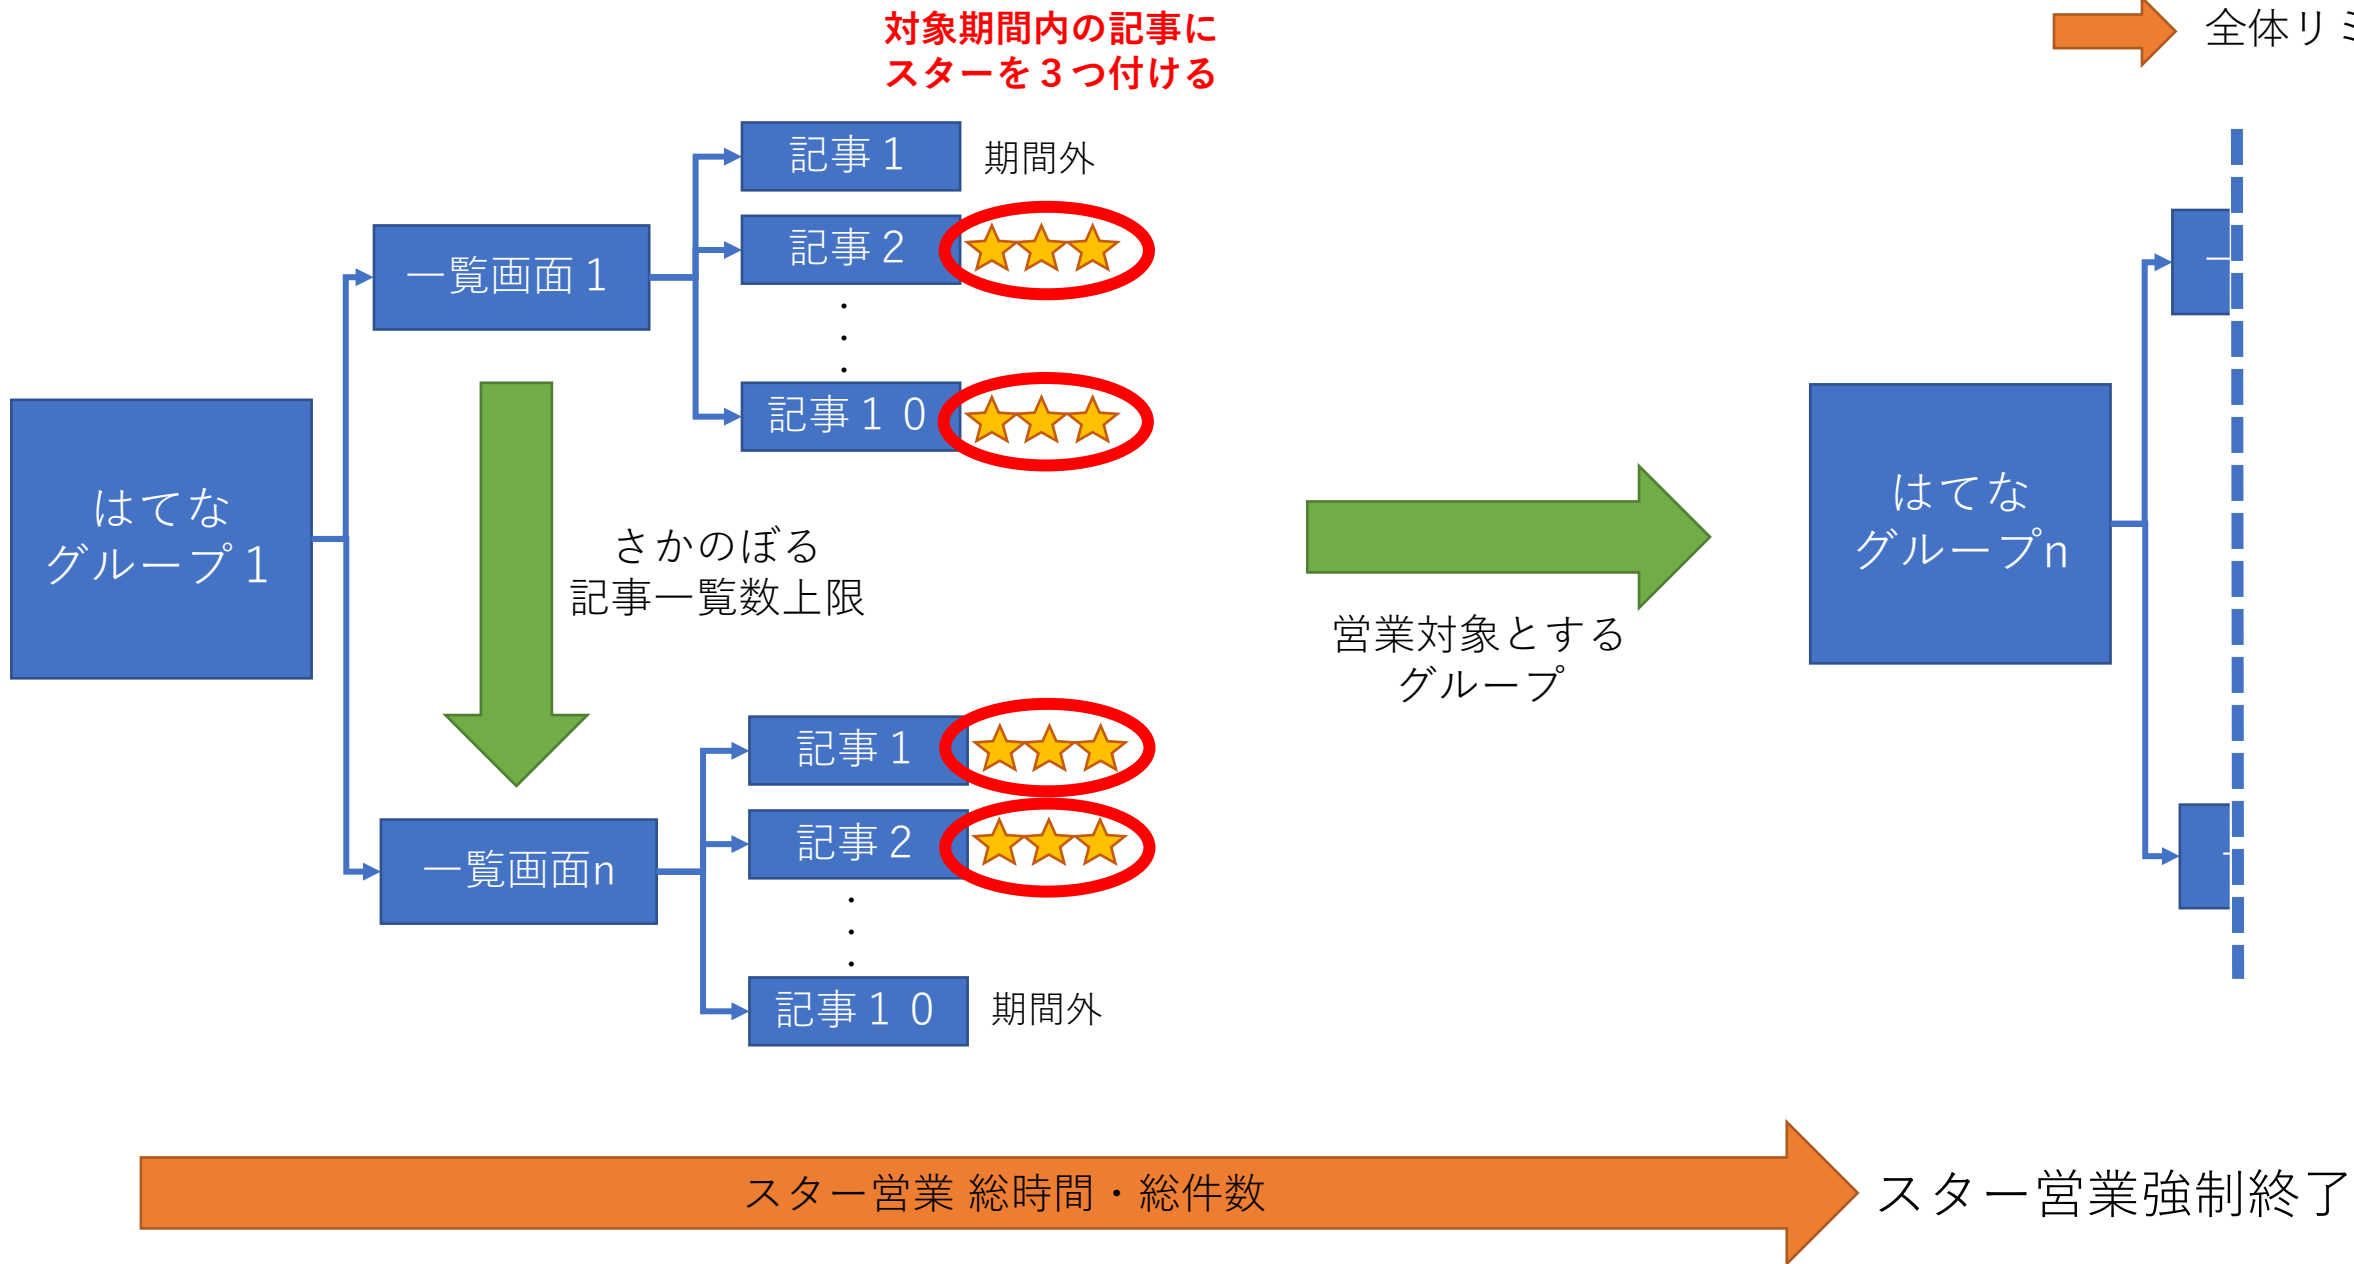 対象期間内の記事に
スターを３つ付ける
全体リミ
記事１
期間外
記事２
・
・
・
記事１０
一覧画面１
はてな
グループ１
さかのぼる
記事一覧数上限
営業対象とする
グループ
はてな
グループn
一覧画面n
記事１
記事２
・
・
・
記事１０
期間外
スター営業 総時間・総件数
スター営業強制終了